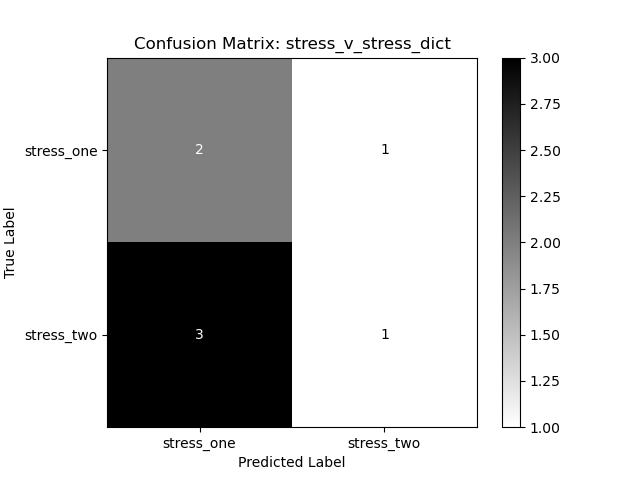 Confusion Matrix: stress_v_stress_dict
True Label
stress_one
2
1
stress_two
3
1
stress_one
stress_two
Predicted Label
3.00
2.75
2.50
2.25
2.00
1.75
1.50
1.25
1.00